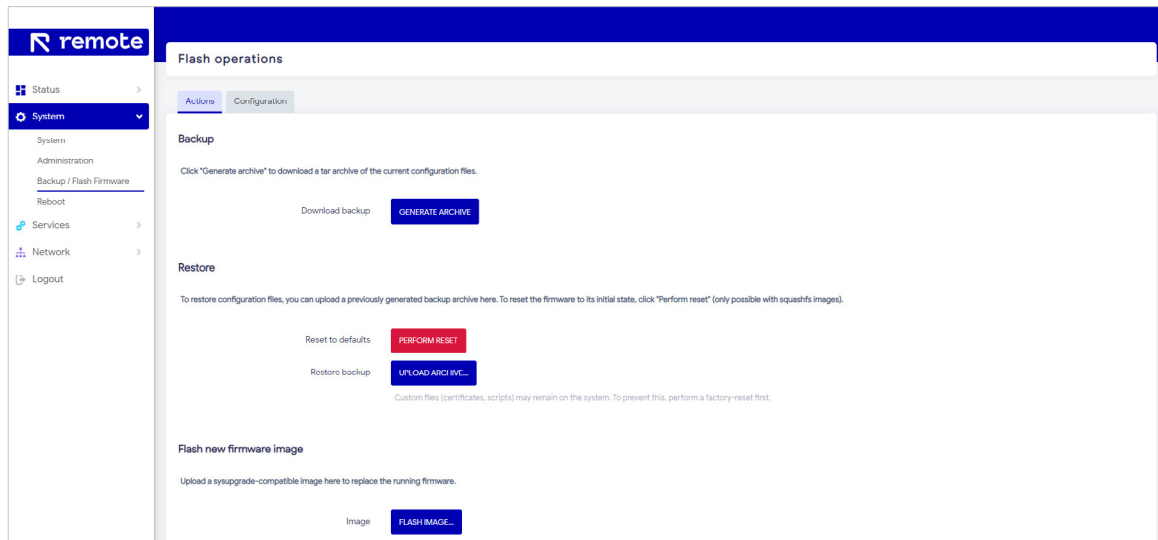 remote
Flash operations
Status
Actions Configuration
System
System
Administration
Backup / Flash Firmware
Reboot
Services
Network
Logout
Backup
Click "Generate archive" to download a tar archive of the current configuration files.
Download backup GENERATE ARCHIVE
Restore
To restore configuration files, you can upload a previously generated backup archive here. To reset the firmware to its initial state, click "Perform reset" (only possible with squashfs images).
Reset to defaults PERFORM RESET
Restore backup UPLOAD ARCHIVE...
Custom files (certificates, scripts) may remain on the system. To prevent this, perform a factory-reset first.
Flash new firmware image
Upload a sysupgrade-compatible image here to replace the running firmware.
Image FLASH IMAGE...